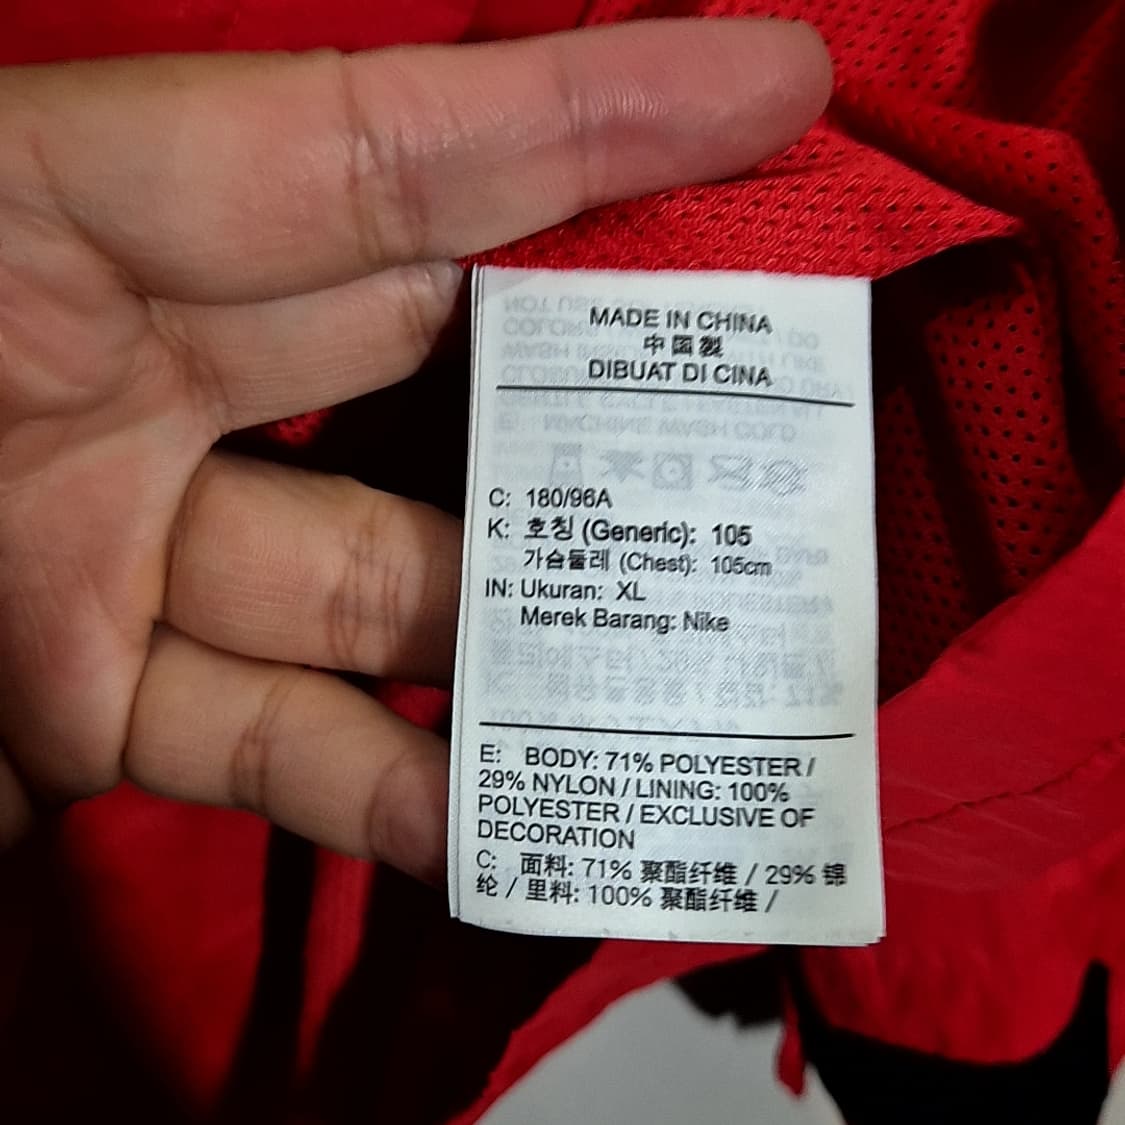 MADE IN CHINA
中国製
DIBUAT DI CINA
C: 180/96A
K: 호칭 (Generic): 105
가슴둘레 (Chest): 105cm
IN: Ukuran: XL
Merek Barang: Nike
E: BODY: 71% POLYESTER /
29% NYLON / LINING: 100%
POLYESTER / EXCLUSIVE OF
DECORATION
C: 面料: 71% 聚酯纤维 / 29% 锦
纶 / 里料: 100% 聚酯纤维 /